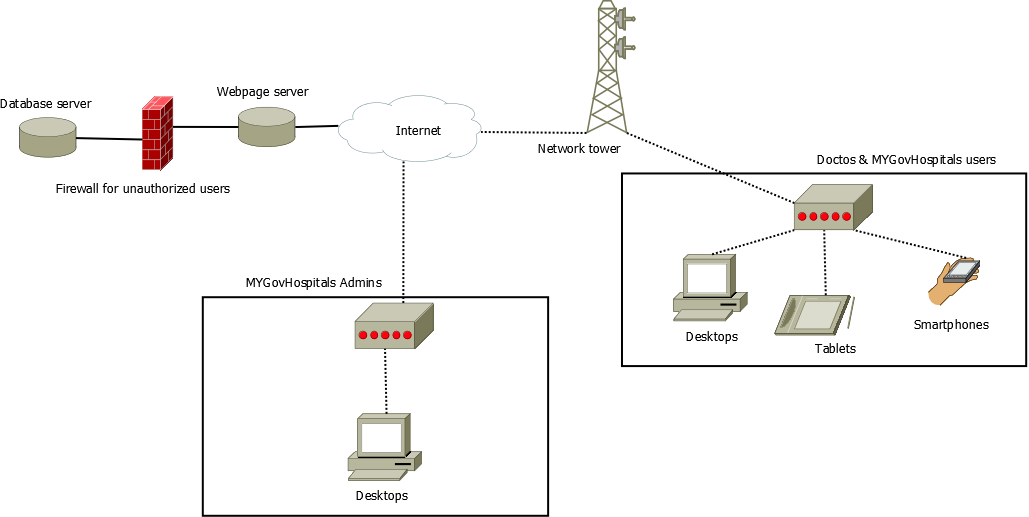 Database server
Webpage server
Internet
Firewall for unauthorized users
Network tower
Doctos & MYGovHospitals users
Desktops
Tablets
Smartphones
MYGovHospitals Admins
Desktops